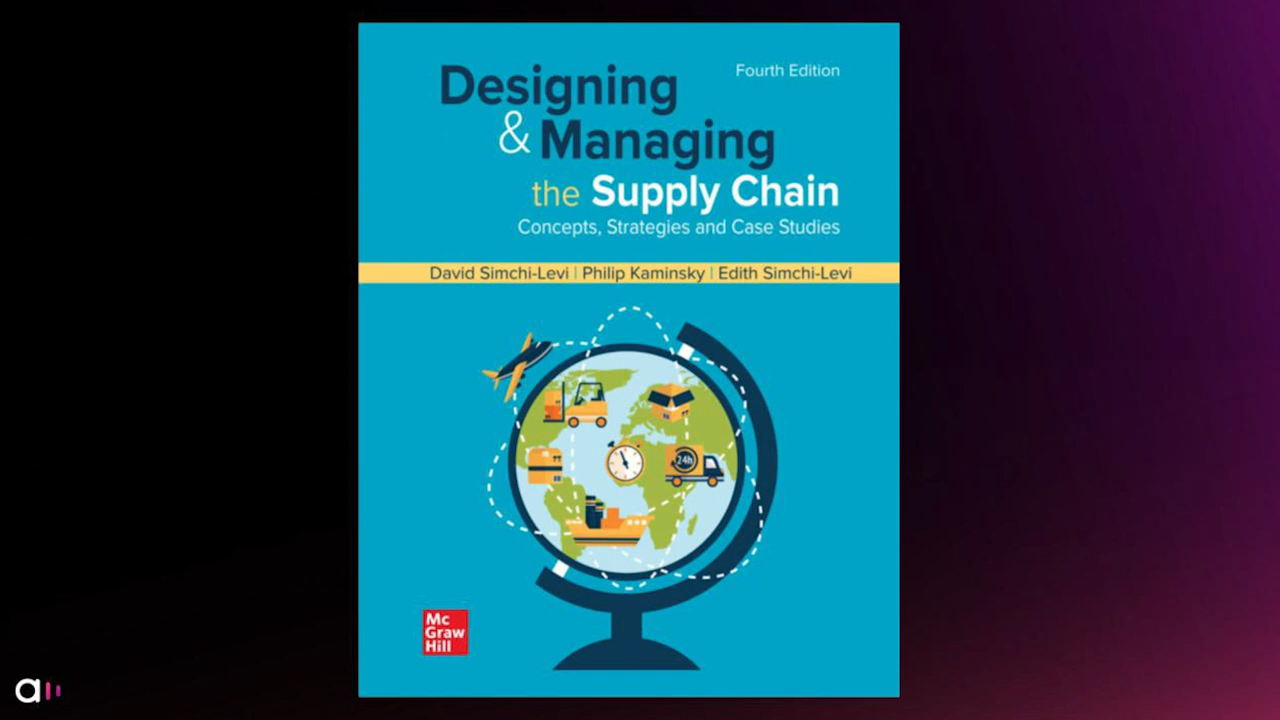 Fourth Edition
Designing
& Managing
the Supply Chain
Concepts, Strategies and Case Studies
David Simchi-Levi | Philip Kaminsky | Edith Simchi-Levi
24h
Mc
Graw
Hill
a